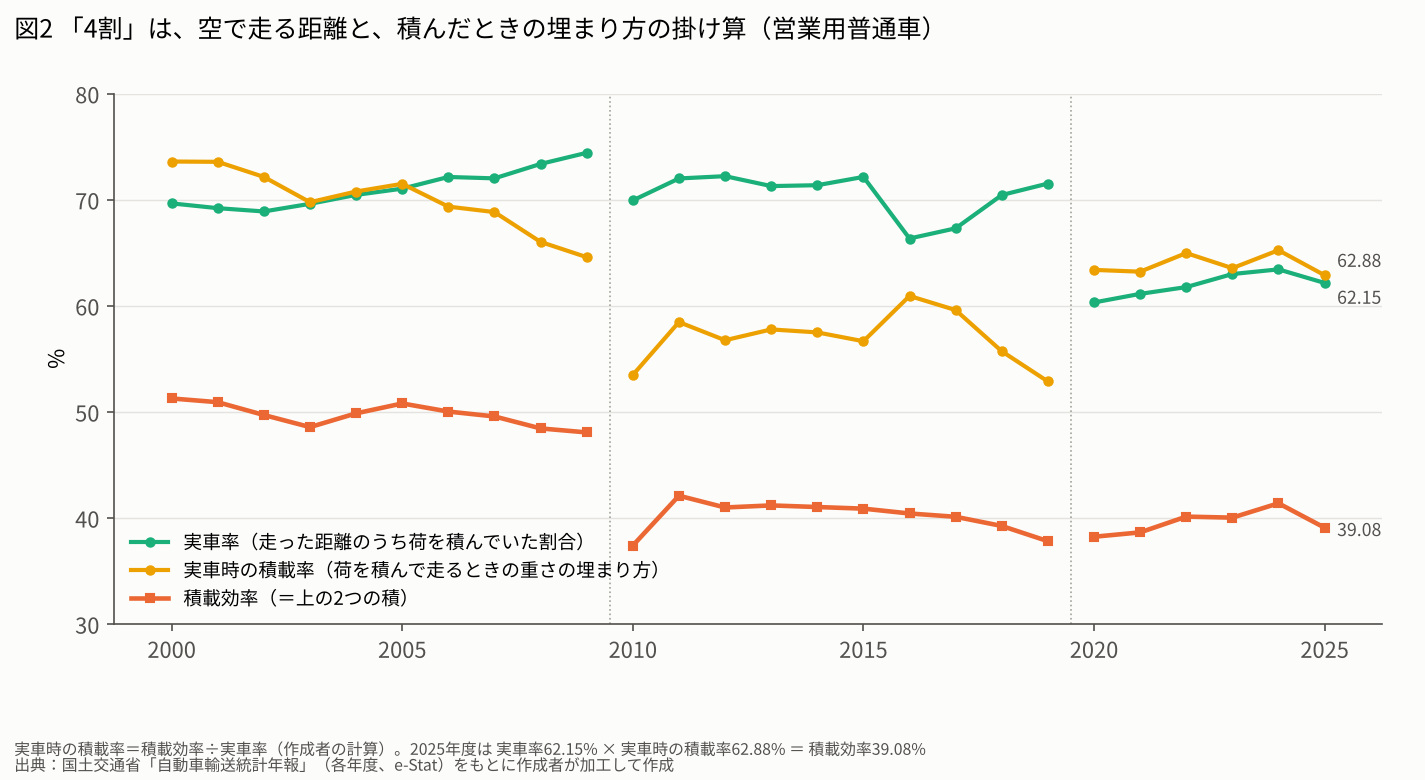 図2 「4割」は、空で走る距離と、積んだときの埋まり方の掛け算（営業用普通車）
80
70
60
50
40
30
%
62.88
62.15
39.08
実車率（走った距離のうち荷を積んでいた割合）
実車時の積載率（荷を積んで走るときの重さの埋まり方）
積載効率（＝上の2つの積）
2000 2005 2010 2015 2020 2025
実車時の積載率＝積載効率÷実車率（作成者の計算）。2025年度は 実車率62.15% × 実車時の積載率62.88% ＝ 積載効率39.08%
出典：国土交通省「自動車輸送統計年報」（各年度、e-Stat）をもとに作成者が加工して作成